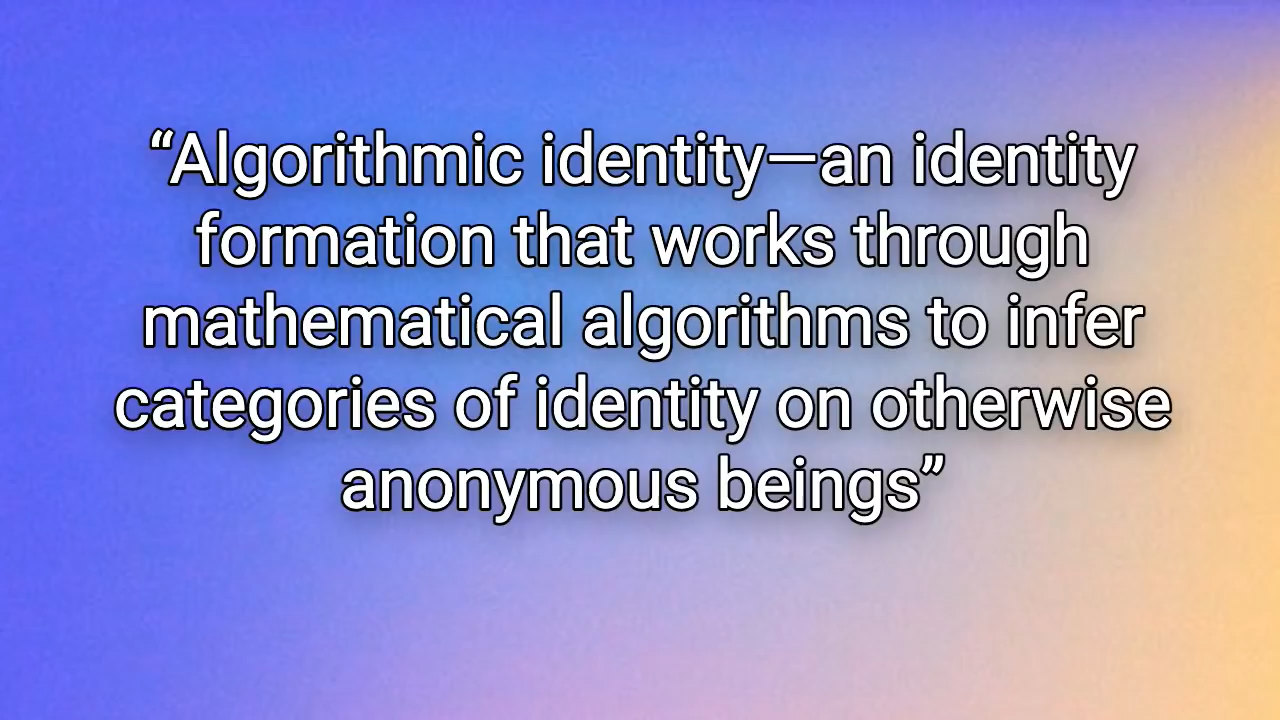 “Algorithmic identity—an identity
formation that works through
mathematical algorithms to infer
categories of identity on otherwise
anonymous beings”